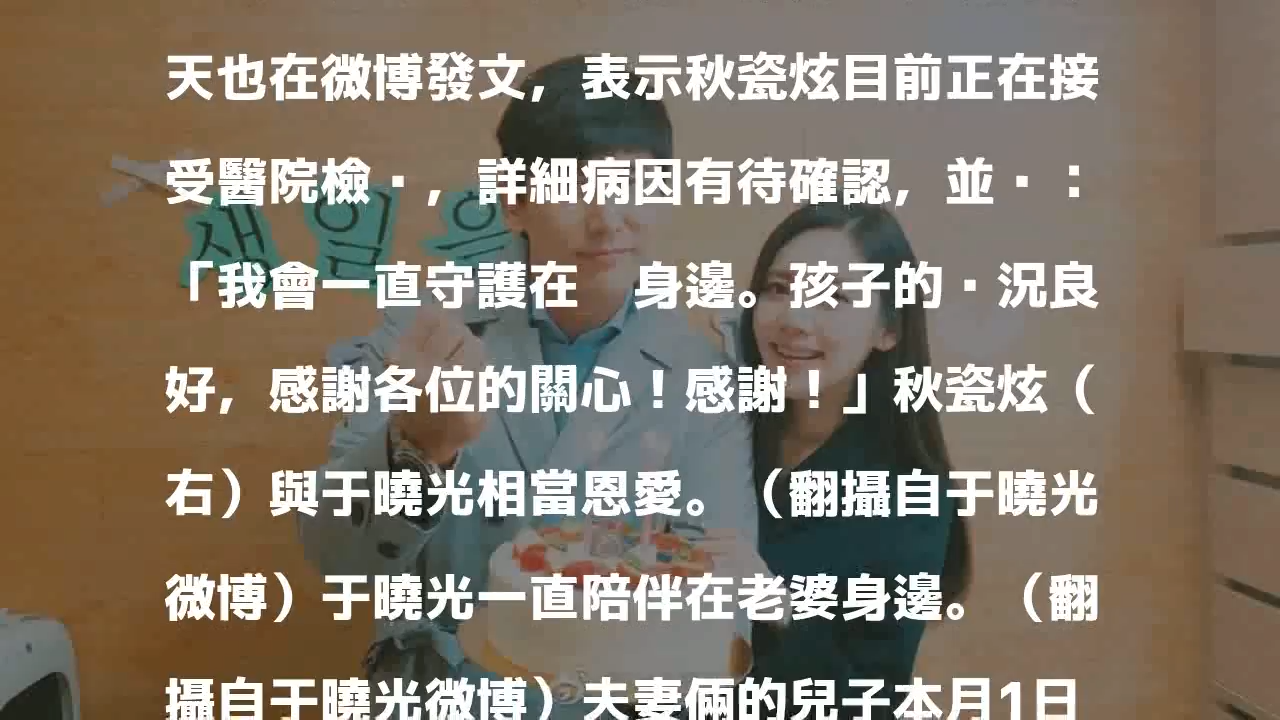 天也在微博發文，表示秋瓷炫目前正在接
受醫院檢·，詳細病因有待確認，並·：
「我會一直守護在　身邊。孩子的·況良
好，感謝各位的關心！感謝！」秋瓷炫（
右）與于曉光相當恩愛。（翻攝自于曉光
微博）于曉光一直陪伴在老婆身邊。（翻
攝自于曉光微博）夫妻倆的兒子本月1日
생일은